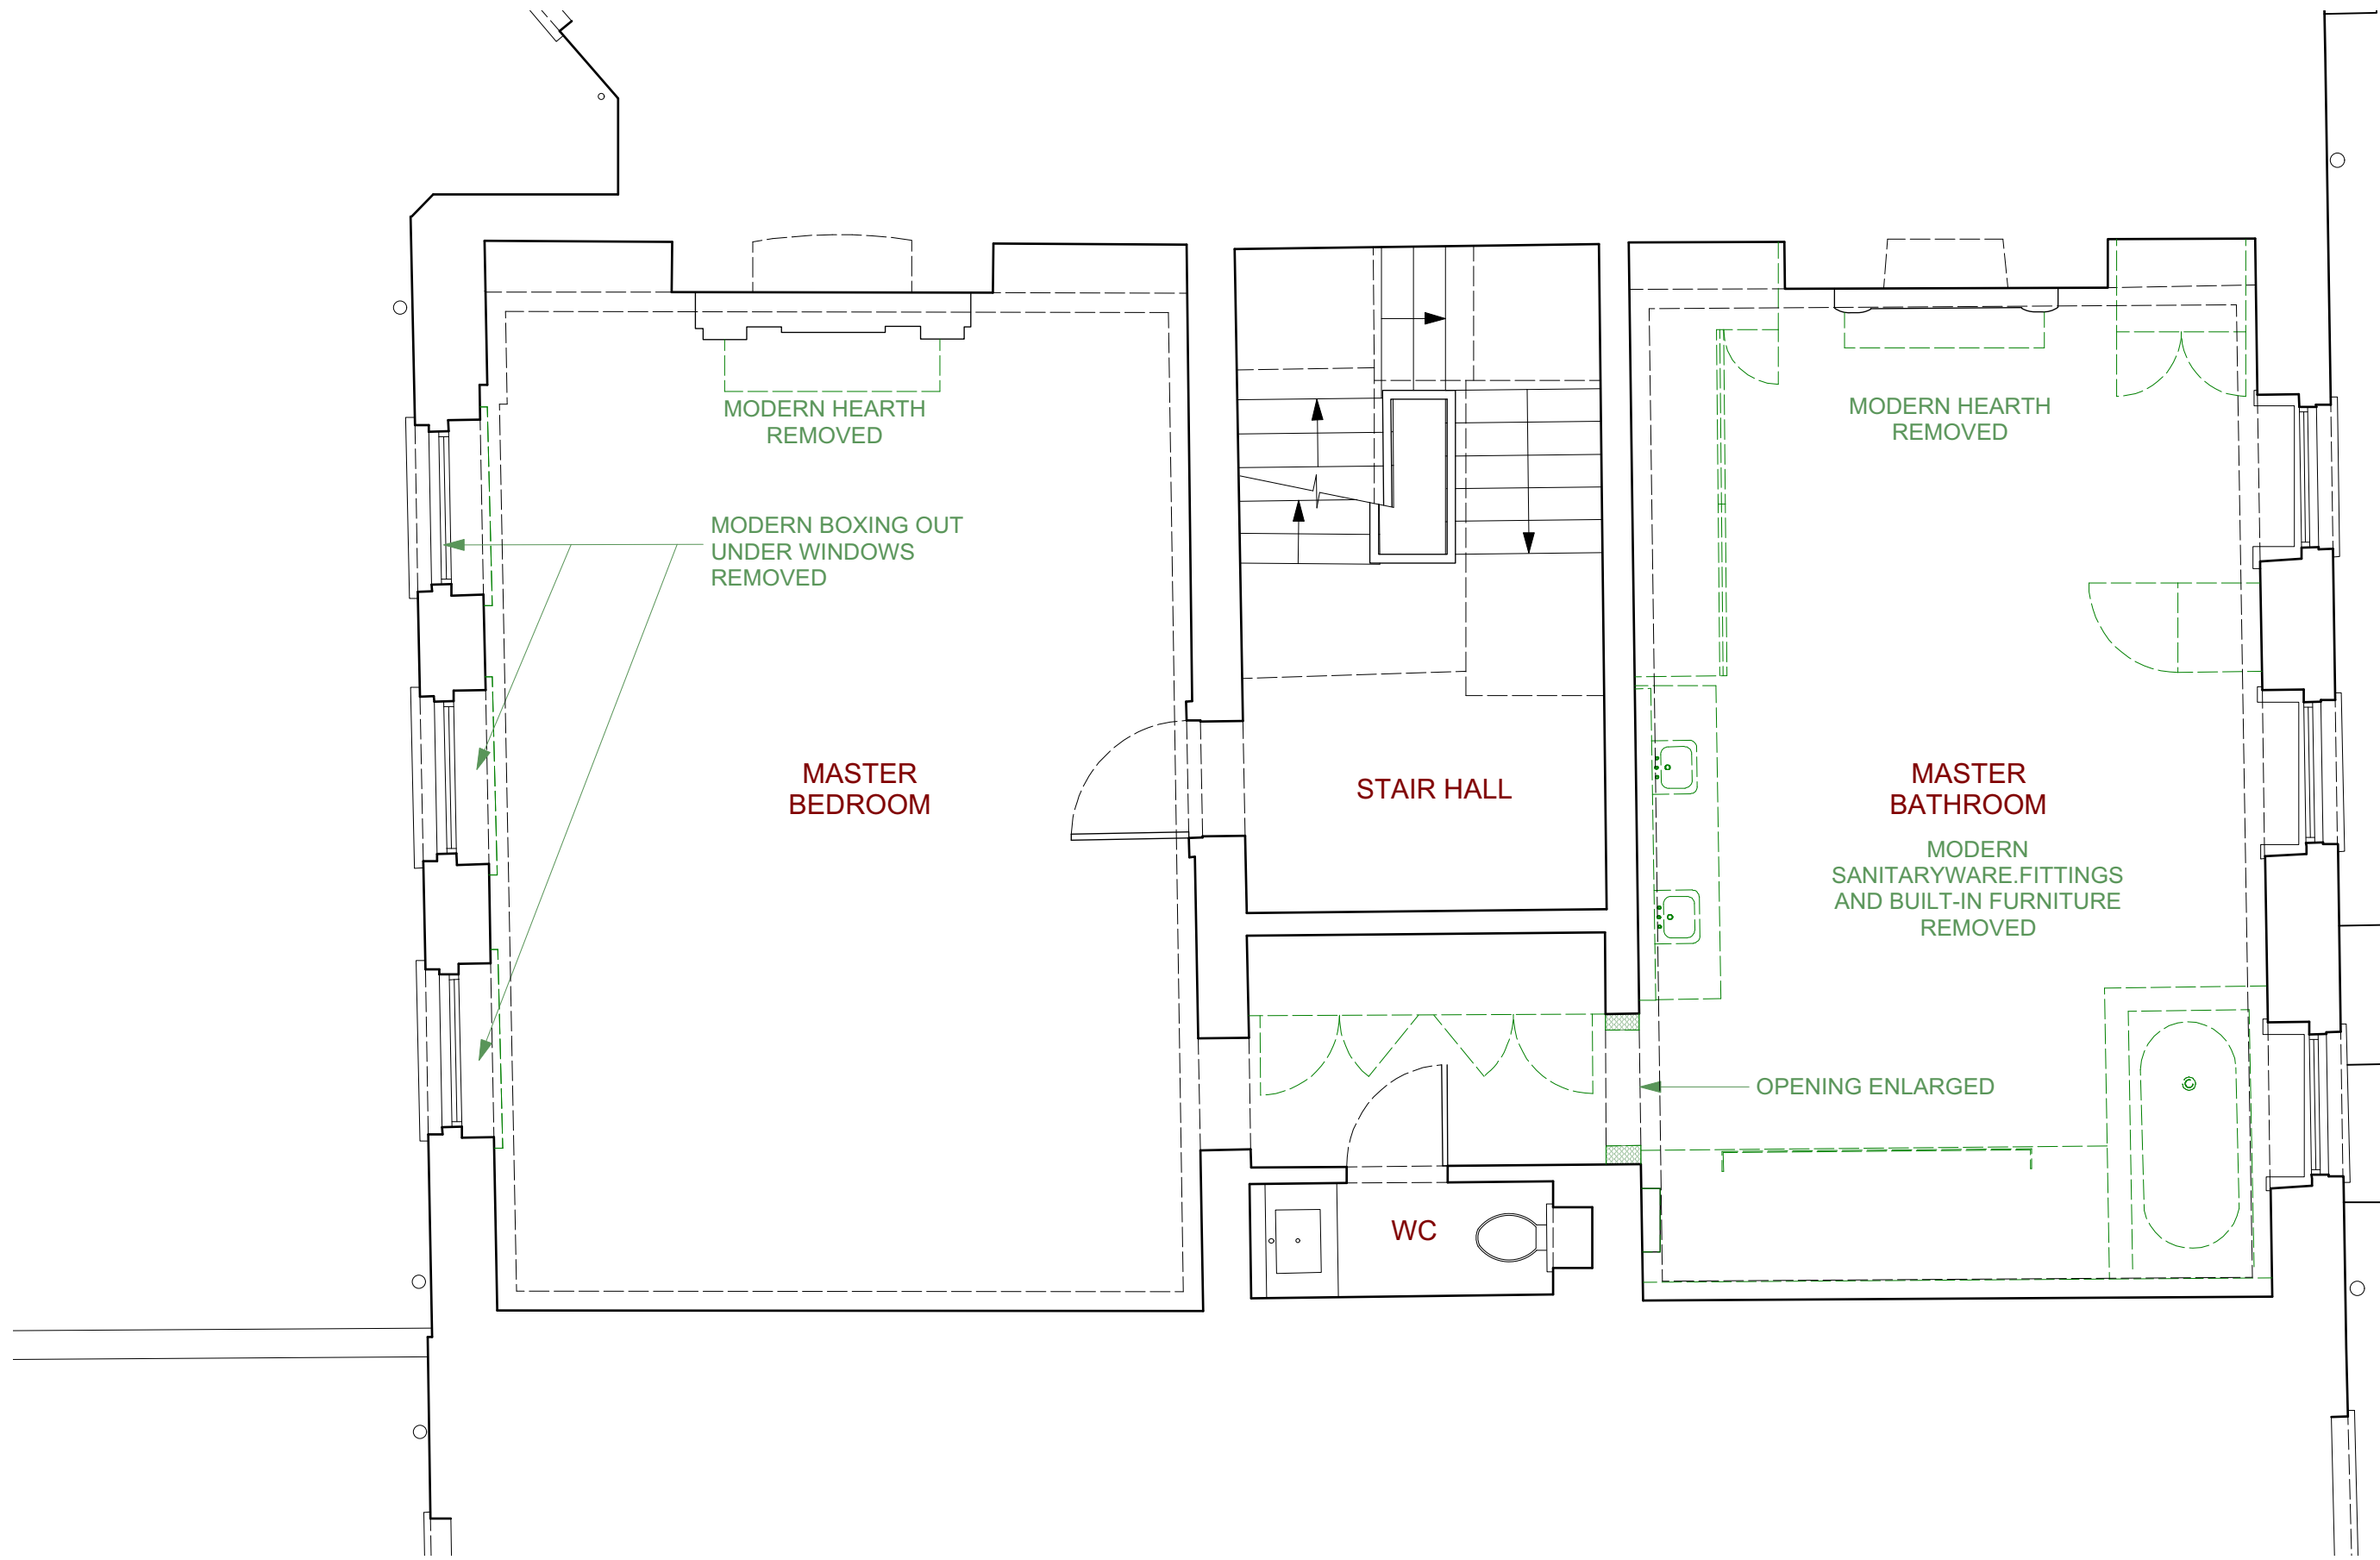 MODERN HEARTH
REMOVED
MODERN HEARTH
REMOVED
MODERN BOXING OUT
UNDER WINDOWS
REMOVED
MASTER
BEDROOM
STAIR HALL
MASTER
BATHROOM
MODERN
SANITARYWARE.FITTINGS
AND BUILT-IN FURNITURE
REMOVED
OPENING ENLARGED
WC